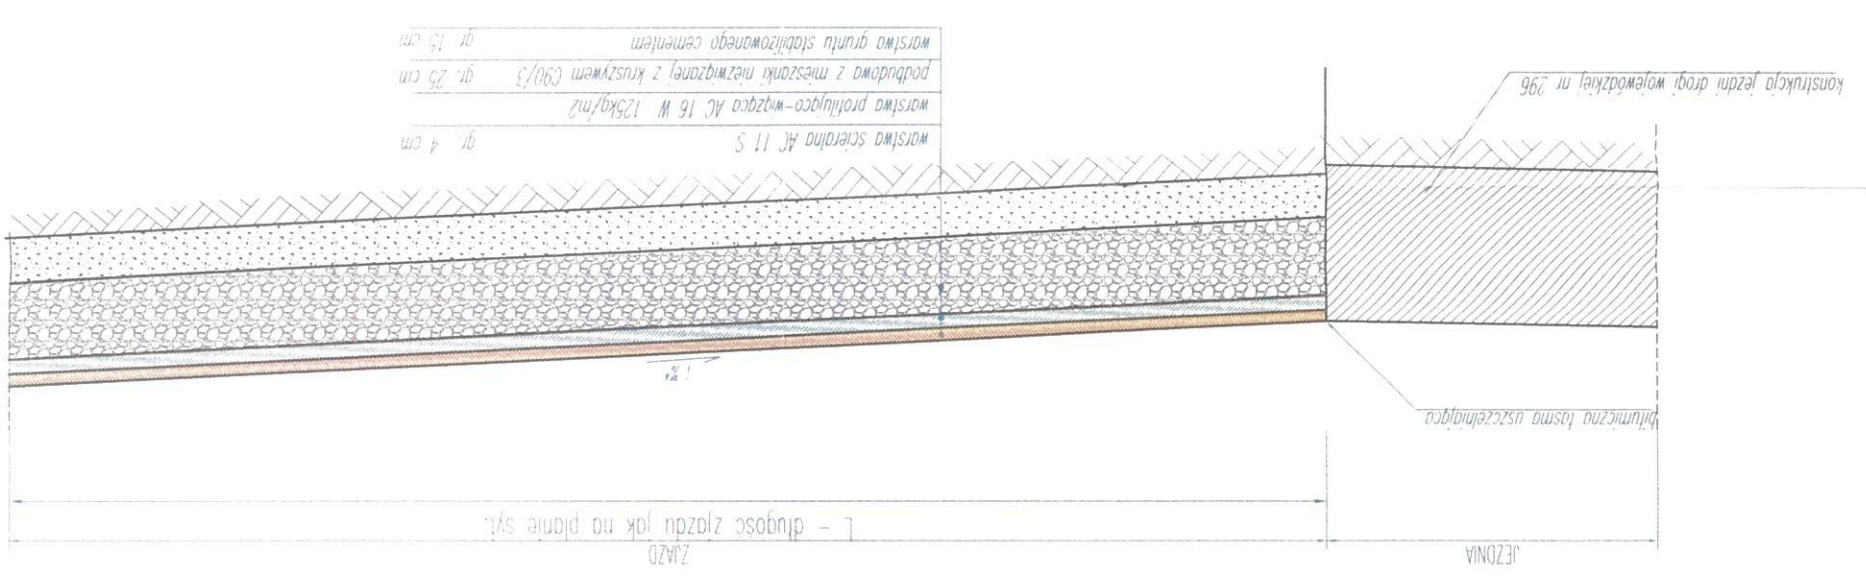 JEZDNIA
ZJAZD
L - długość zjazdu jak na planie syt.
bitumiczna taśma uszczelniająca
i %
warstwa ścieralna AC 11 S gr. 4 cm
warstwa profilująco-wiążąca AC 16 W 125kg/m2
podbudowa z mieszanki niezwiązanej z kruszywem C90/3 gr. 25 cm
warstwa gruntu stabilizowanego cementem gr. 15 cm
konstrukcja jezdni drogi wojewódzkiej nr 296